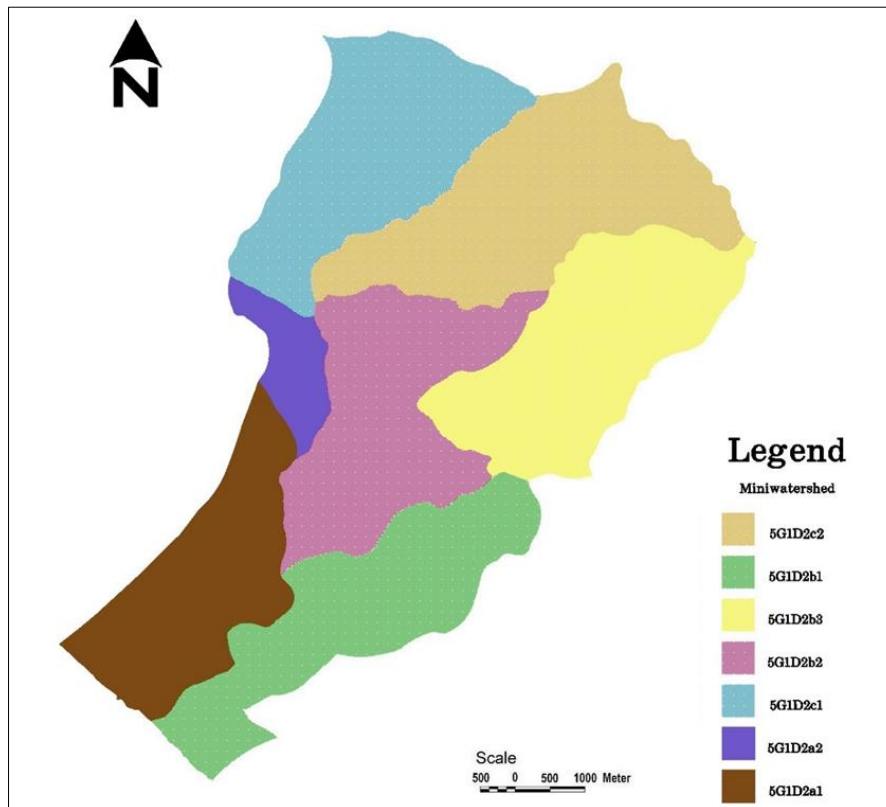 N
Legend
Miniwatershed
5G1D2c2
5G1D2b1
5G1D2b3
5G1D2b2
5G1D2c1
5G1D2a2
5G1D2a1
Scale
500 0 500 1000 Meter